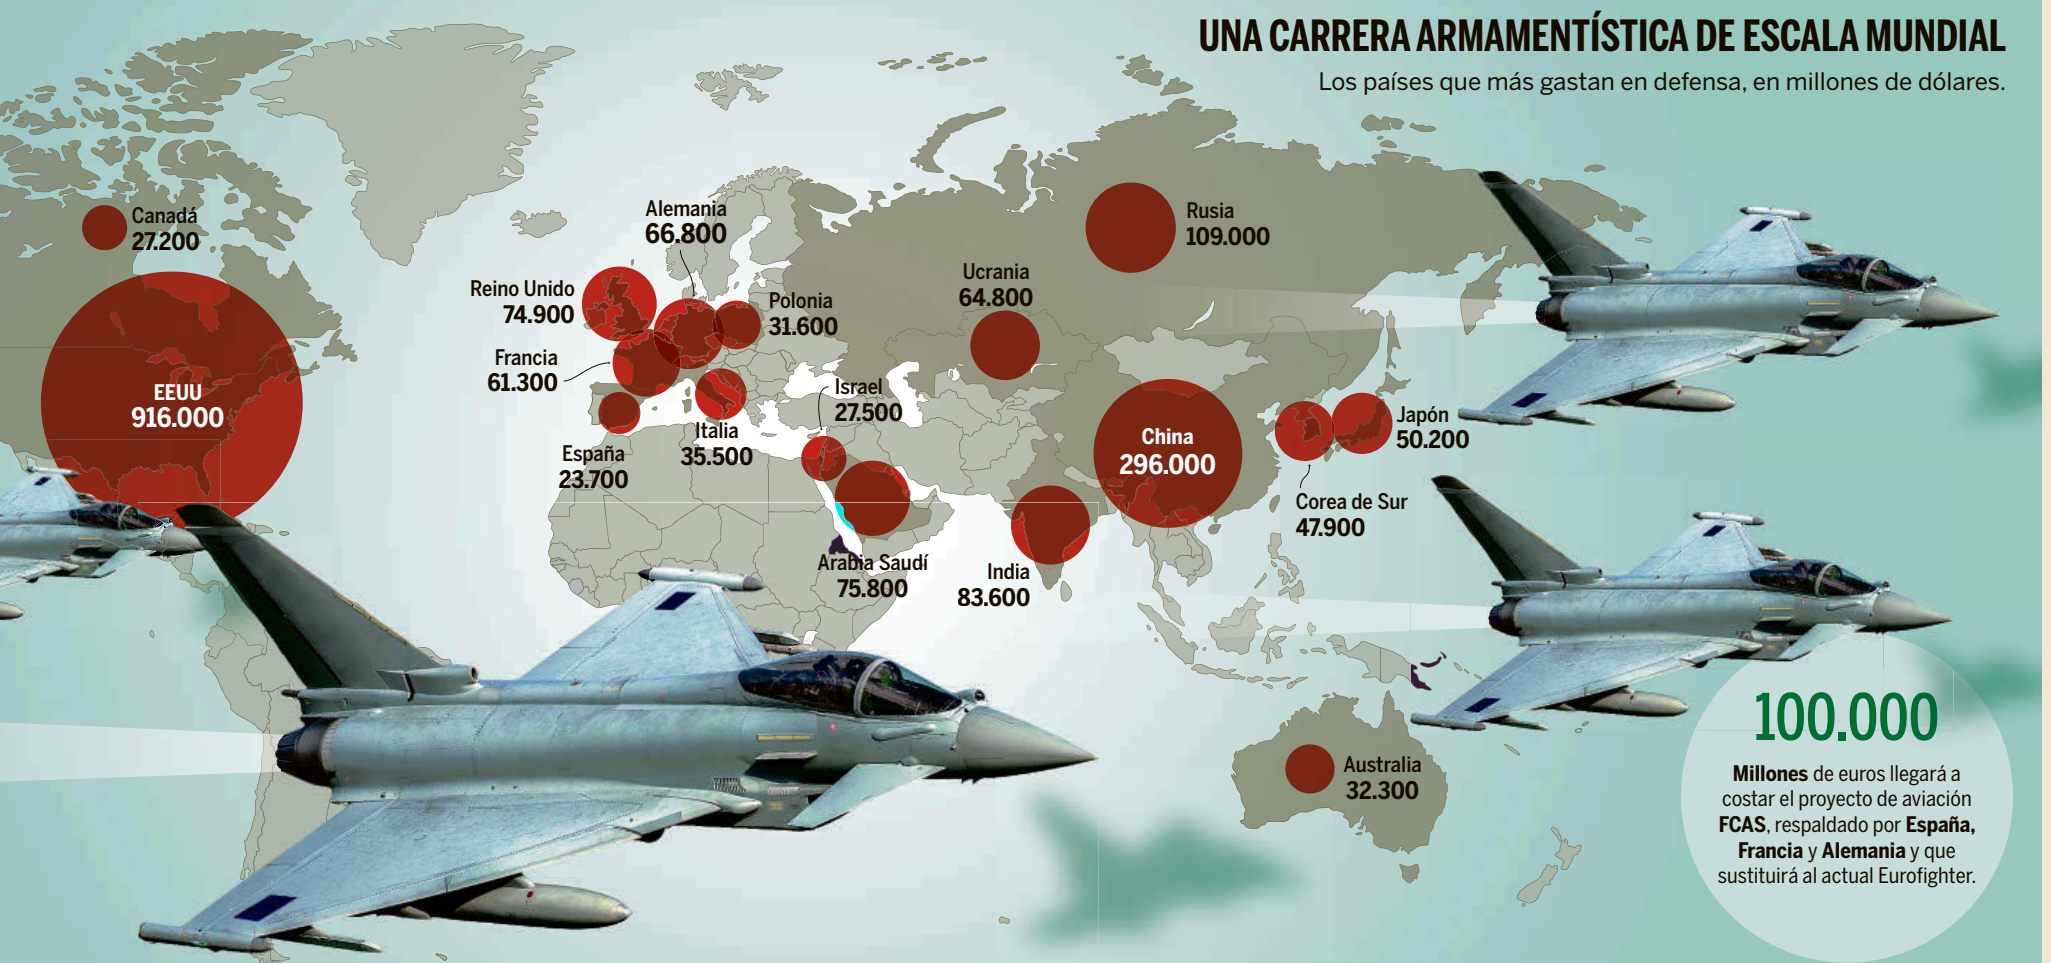 UNA CARRERA ARMAMENTÍSTICA DE ESCALA MUNDIAL
Los países que más gastan en defensa, en millones de dólares.
Canadá
27.200
EEUU
916.000
Reino Unido
74.900
Alemania
66.800
Polonia
31.600
Francia
61.300
España
23.700
Italia
35.500
Israel
27.500
Arabia Saudí
75.800
Ucrania
64.800
Rusia
109.000
India
83.600
China
296.000
Japón
50.200
Corea de Sur
47.900
Australia
32.300
100.000
Millones de euros llegará a
costar el proyecto de aviación
FCAS, respaldado por España,
Francia y Alemania y que
sustituirá al actual Eurofighter.